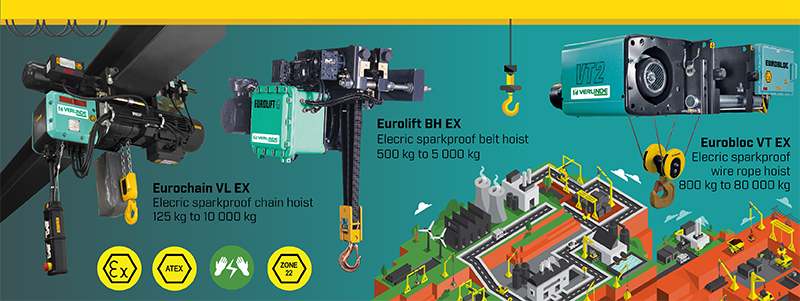 VERLINDE
Eurochain VL EX
Elecric sparkproof chain hoist
125 kg to 10 000 kg
Ex
ATEX
ZONE
22
EUROLIFT
VERLINDE
Eurolift BH EX
Elecric sparkproof belt hoist
500 kg to 5 000 kg
VT2
VERLINDE
EUROBLOC
Eurobloc VT EX
Elecric sparkproof
wire rope hoist
800 kg to 80 000 kg